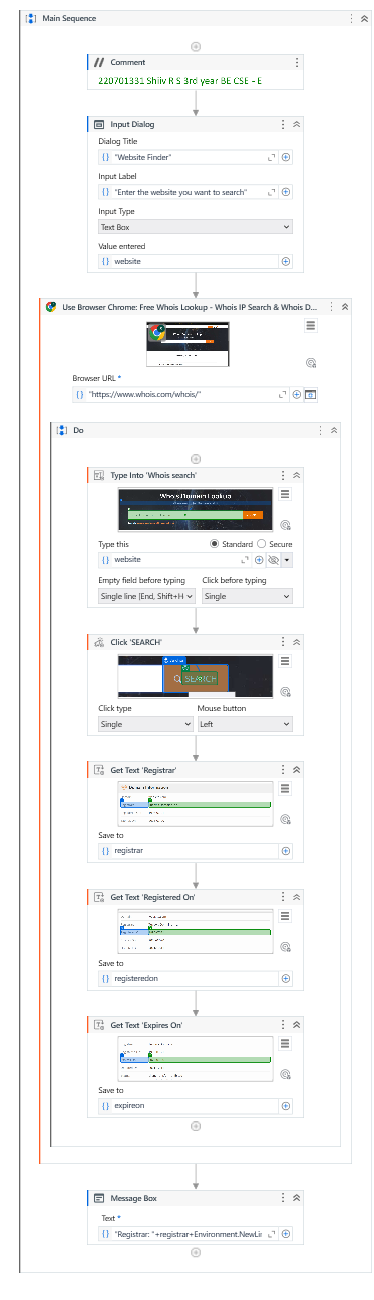 Main Sequence
// Comment
220701331 Shiiv R S 3rd year BE CSE - E
Input Dialog
Dialog Title
"Website Finder"
Input Label
"Enter the website you want to search"
Input Type
Text Box
Value entered
website
Use Browser Chrome: Free Whois Lookup - Whois IP Search & Whois D...
Browser URL *
"https://www.whois.com/whois/"
Do
Type Into 'Whois search'
Whois Domain Lookup
Type this
Standard
Secure
website
Empty field before typing
Click before typing
Single line (End, Shift+H
Single
Click 'SEARCH'
SEARCH
Click type
Mouse button
Single
Left
Get Text 'Registrar'
Domain Information
Save to
registrar
Get Text 'Registered On'
Save to
registeredon
Get Text 'Expires On'
Save to
expireon
Message Box
Text *
"Registrar: "+registrar+Environment.NewLi